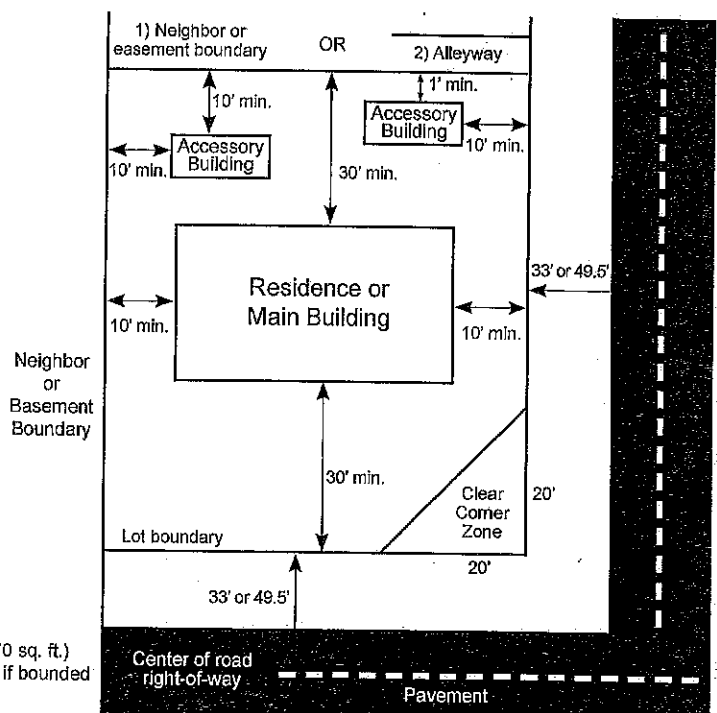 1) Neighbor or
easement boundary
OR
2) Alleyway
10' min.
1' min.
Accessory
Building
Accessory
Building
10' min.
10' min.
30' min.
33' or 49.5'
Residence or
Main Building
10' min.
10' min.
Neighbor
or
Basement
Boundary
30' min.
Clear
Corner
Zone
20'
Lot boundary
20'
33' or 49.5'
0 sq. ft.)
if bounded
Center of road
right-of-way
Pavement